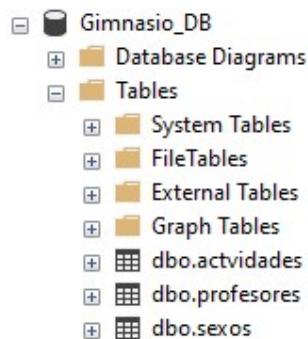 Gimnasio_DB
Database Diagrams
Tables
System Tables
FileTables
External Tables
Graph Tables
dbo.actvidades
dbo.profesores
dbo.sexos